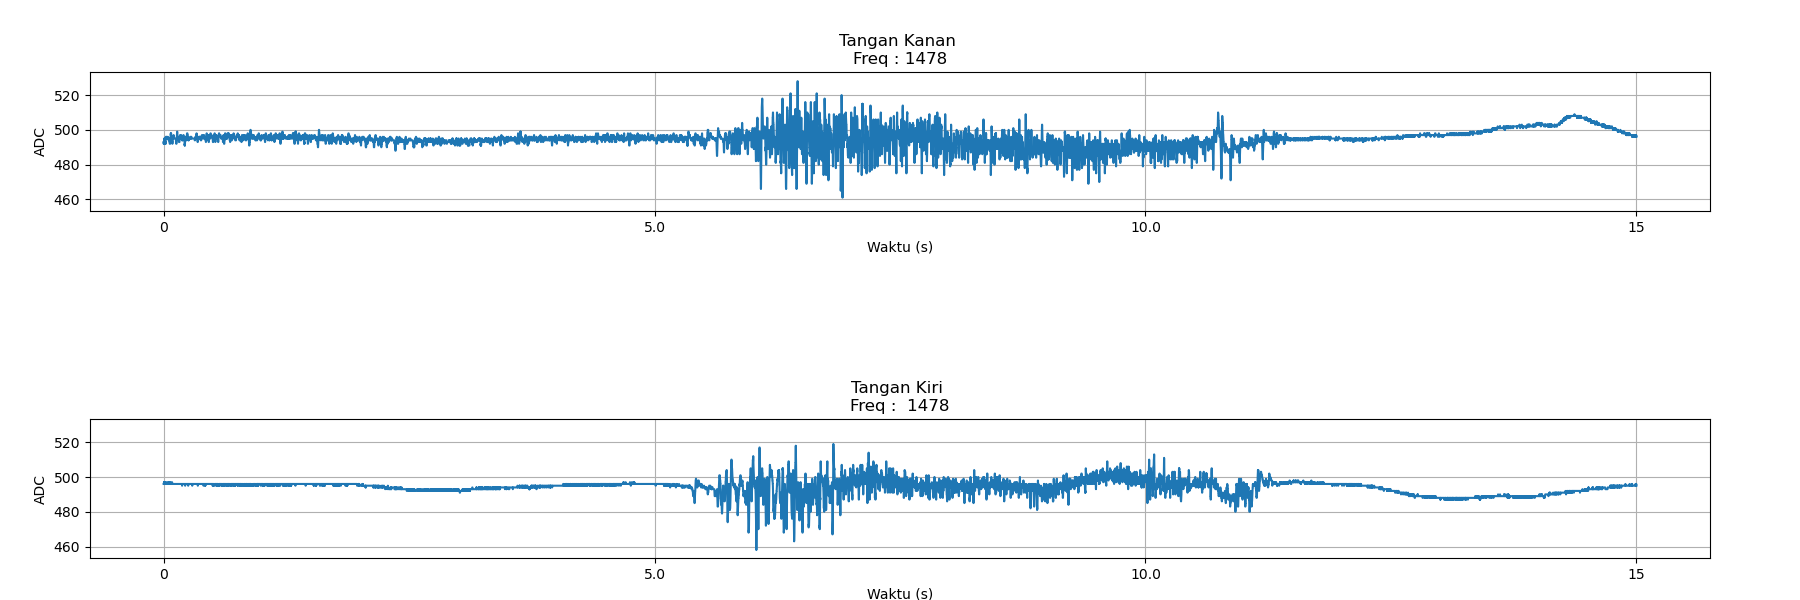 Tangan Kanan
Freq : 1478
520
500
480
460
ADC
0 5.0 10.0 15
Waktu (s)
Tangan Kiri
Freq :  1478
520
500
480
460
ADC
0 5.0 10.0 15
Waktu (s)